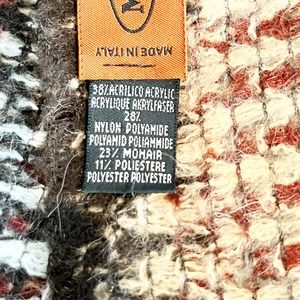 N
MADE IN ITALY
38% ACRILICO ACRYLIC
ACRYLIQUE AKRYLFASER
28%
NYLON POLYAMIDE
POLYAMID POLIAMMIDE
23% MOHAIR
11% POLIESTERE
POLYESTER POLYESTER